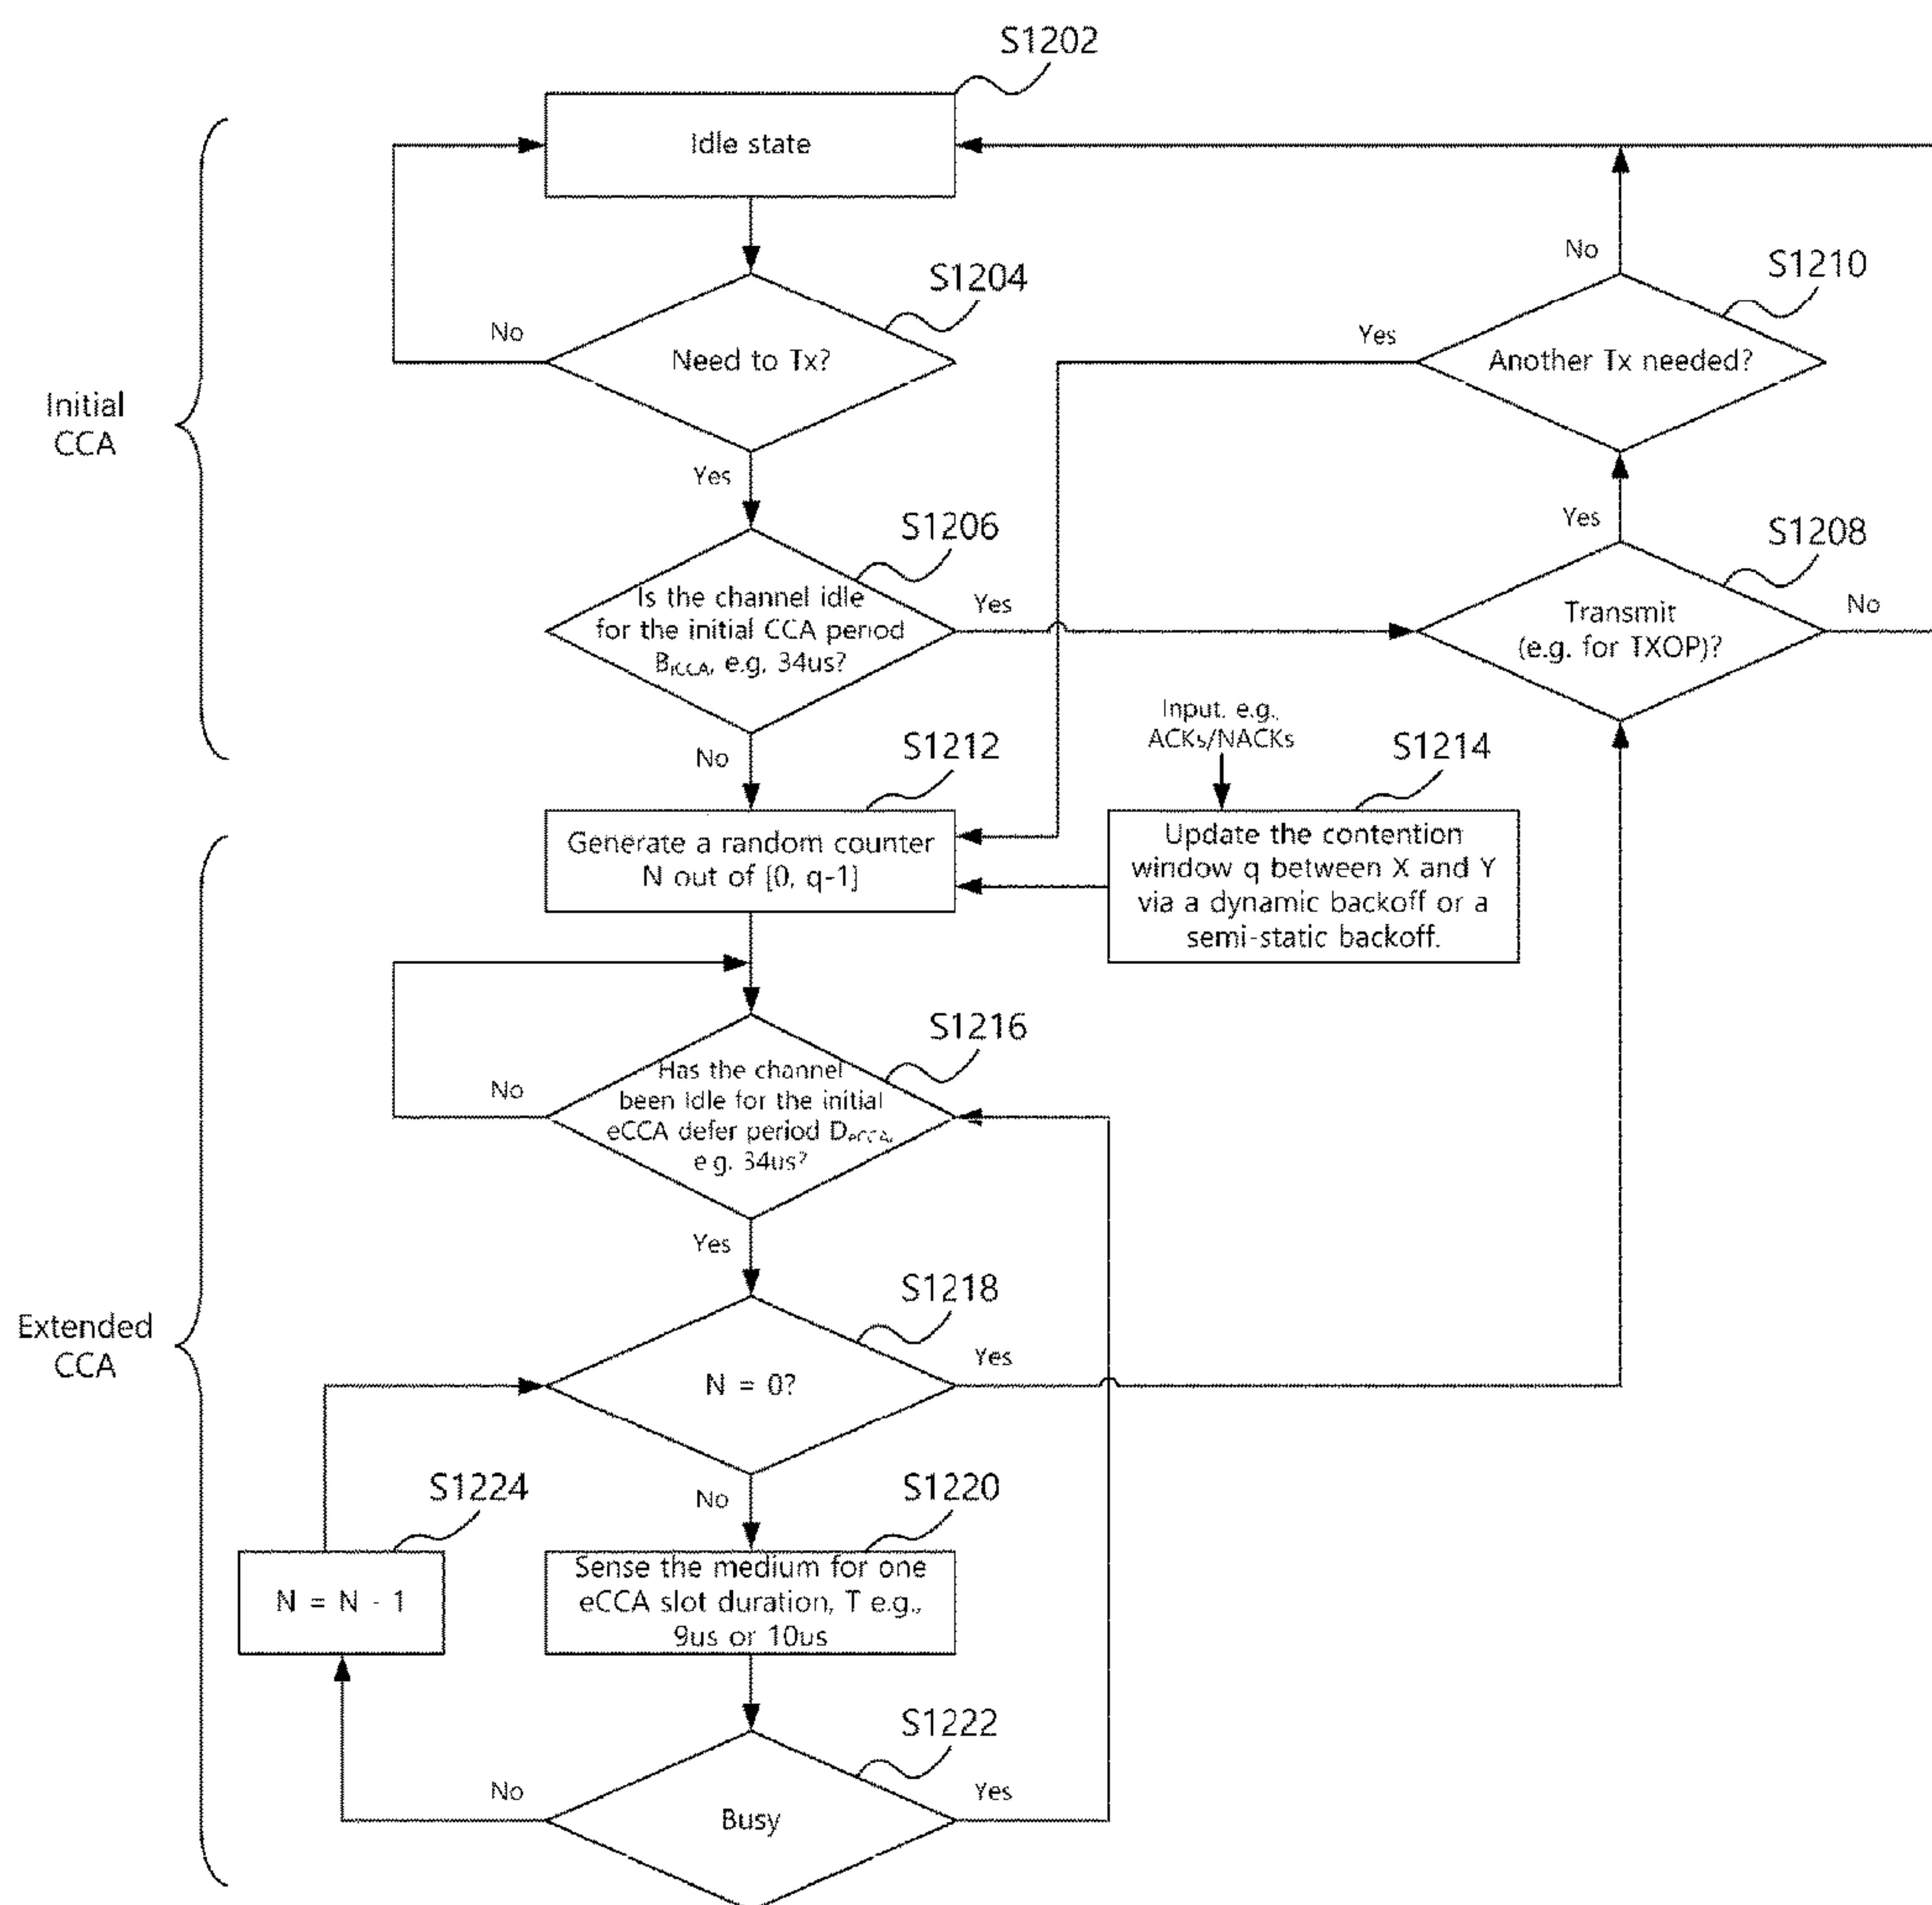 S1202
Idle state
S1204
S1210
No
No
Need to Tx?
Yes
Another Tx needed?
Initial
CCA
Yes
Yes
S1206
S1208
Is the channel idle
for the initial CCA period
BiCCA, e.g. 34us?
Yes
Transmit
(e.g. for TXOP)?
No
No
S1212
Input, e.g.,
ACKs/NACKs
S1214
Generate a random counter
N out of [0, q-1]
Update the contention
window q between X and Y
via a dynamic backoff or a
semi-static backoff.
S1216
No
Has the channel
been idle for the initial
eCCA defer period DeCCA,
e.g. 34us?
Yes
S1218
Extended
CCA
N = 0?
Yes
S1224
No
S1220
N = N - 1
Sense the medium for one
eCCA slot duration, T e.g.,
9us or 10us
S1222
No
Busy
Yes